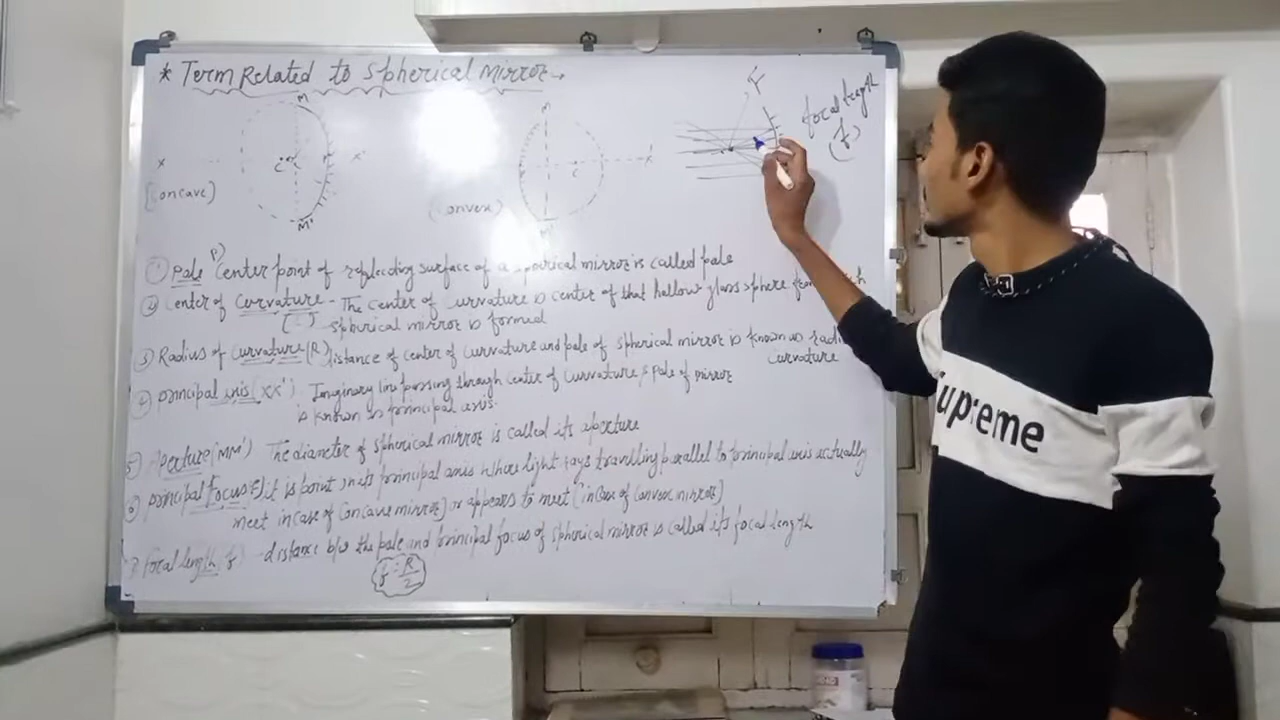 * Term Related to Spherical Mirror →
M
F
focal length
(f)
M
X
C
X'
C
X
(Concave)
(Convex)
M'
M'
① Pole (P) Center point of reflecting surface of a spherical mirror is called pole
② Center of Curvature - The center of curvature is center of that hollow glass sphere from which
(C) spherical mirror is formed
③ Radius of curvature (R) distance of center of curvature and pole of spherical mirror is known as radi
curvature
④ principal axis (XX') Imaginary line passing through center of curvature & pole of mirror
is known as principal axis.
⑤ Aperture (MM') The diameter of spherical mirror is called its aperture
⑥ principal focus it is point on its principal axis where light rays travelling parallel to principal axis actually
meet in case of Concave mirror) or appears to meet (in case of Convex mirror)
7 focal length f - distance b/w the pole and principal focus of spherical mirror is called its focal length
f = R/2
Supreme